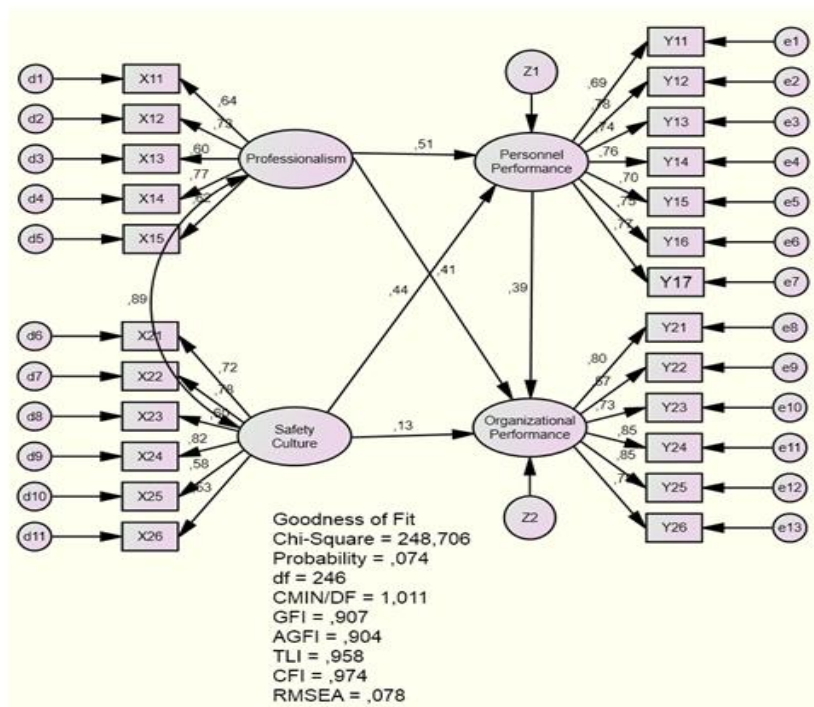 d1
X11
,64
d2
X12
,73
d3
X13
,60
d4
X14
,77
d5
X15
Professionalism
,89
d6
X21
,72
d7
X22
,78
d8
X23
d9
X24
,82
d10
X25
,58
d11
X26
Safety
Culture
,51
,41
,44
,13
,39
Z1
Personnel
Performance
,69
Y11
e1
,78
Y12
e2
,74
Y13
e3
,76
Y14
e4
,70
Y15
e5
Y16
e6
,77
Y17
e7
Organizational
Performance
Z2
,80
Y21
e8
Y22
e9
,73
Y23
e10
,85
Y24
e11
,85
Y25
e12
Y26
e13
Goodness of Fit
Chi-Square = 248,706
Probability = ,074
df = 246
CMIN/DF = 1,011
GFI = ,907
AGFI = ,904
TLI = ,958
CFI = ,974
RMSEA = ,078